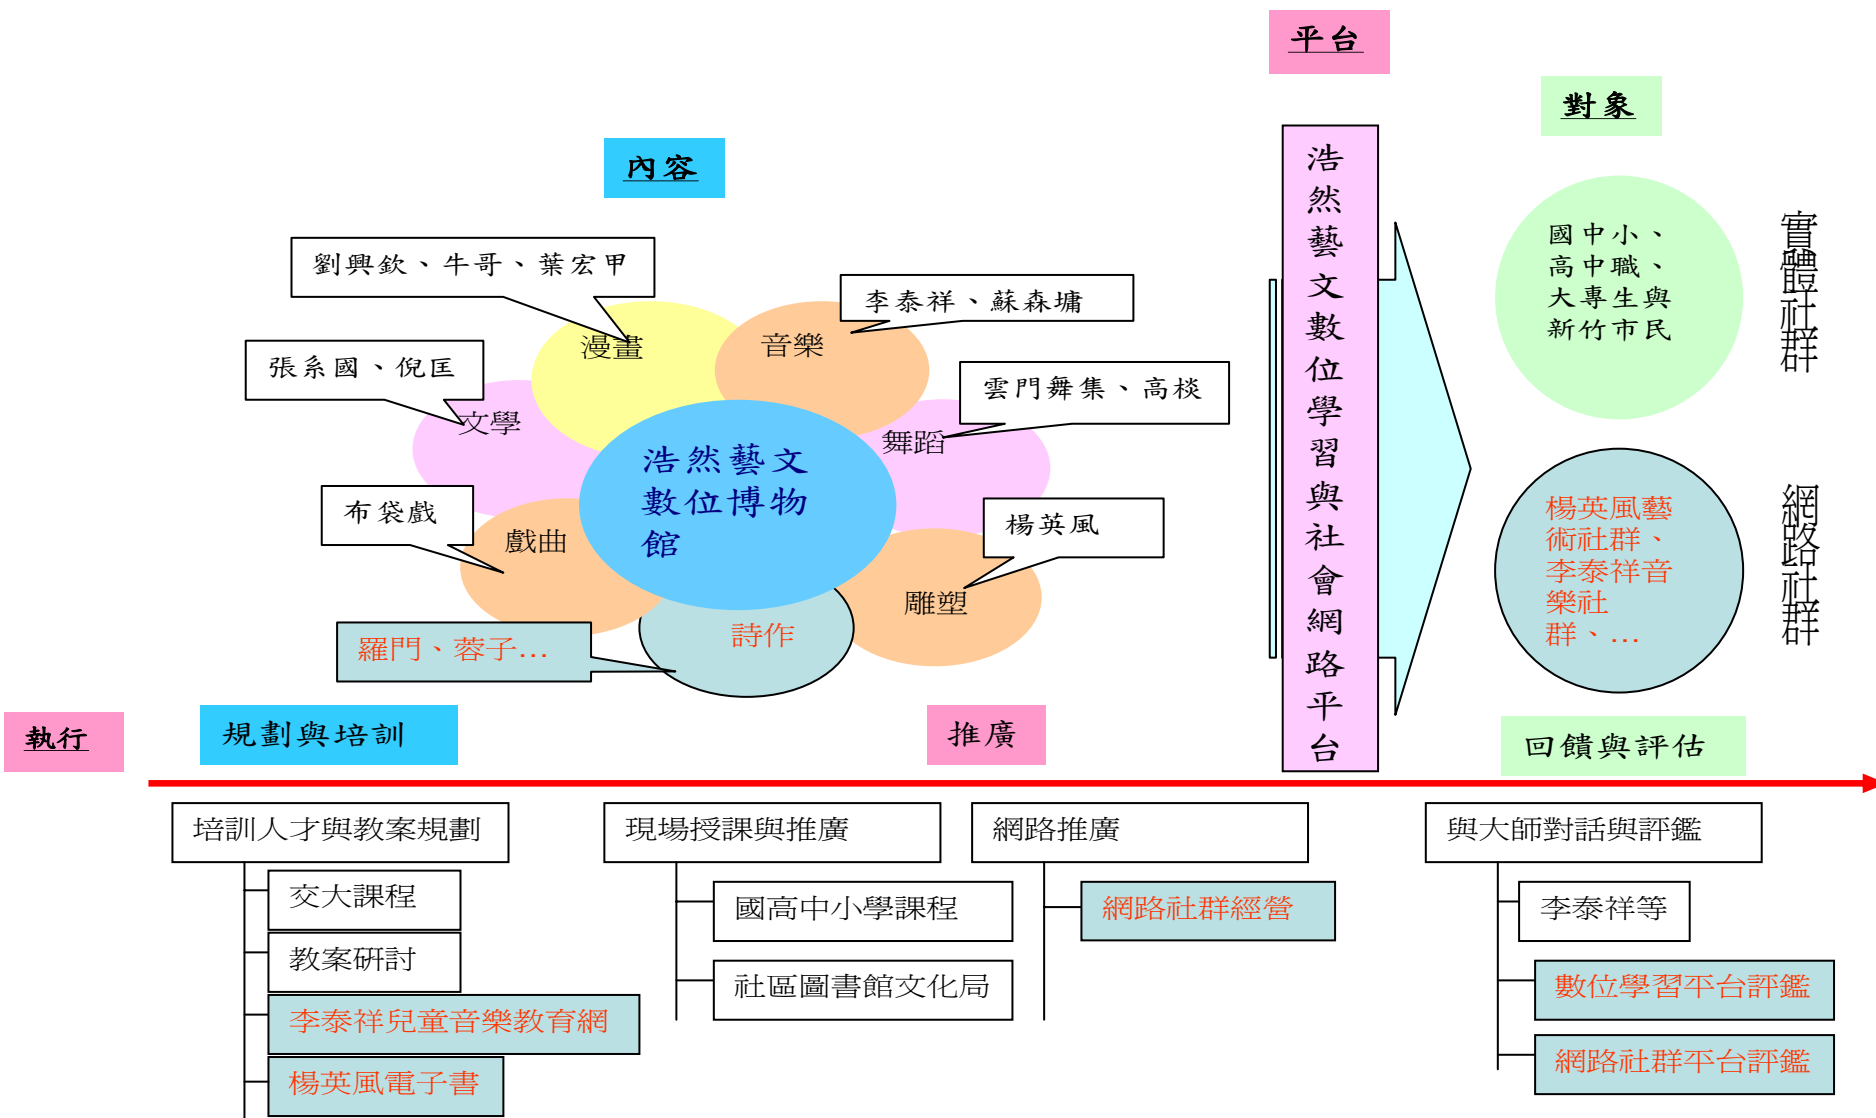 平台
對象
內容
浩然藝文數位學習與社會網路平台
劉興欽、牛哥、葉宏甲
漫畫
李泰祥、蘇森墉
音樂
張系國、倪匡
文學
雲門舞集、高棪
舞蹈
布袋戲
戲曲
浩然藝文
數位博物
館
楊英風
雕塑
羅門、蓉子…
詩作
國中小、
高中職、
大專生與
新竹市民
實體社群
楊英風藝
術社群、
李泰祥音
樂社
群、…
網路社群
執行
規劃與培訓
推廣
回饋與評估
培訓人才與教案規劃
交大課程
教案研討
李泰祥兒童音樂教育網
楊英風電子書
現場授課與推廣
國高中小學課程
社區圖書館文化局
網路推廣
網路社群經營
與大師對話與評鑑
李泰祥等
數位學習平台評鑑
網路社群平台評鑑